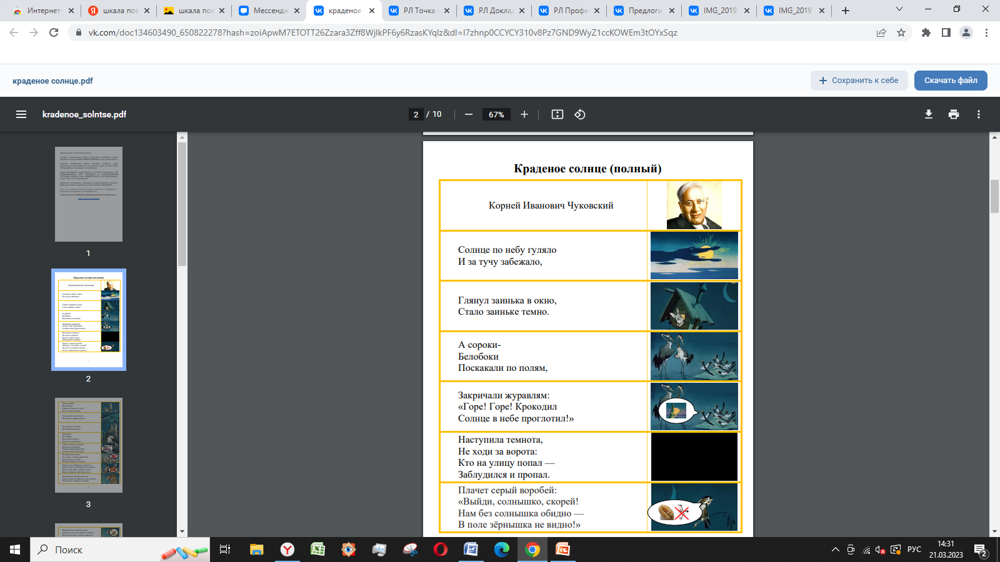 Интернет-
шкала пов
шкала пов
Мессендж
краденое
РЛ Точка
РЛ Доклад
РЛ Профе
Предлоги
IMG_2019
IMG_2019
vk.com/doc134603490_650822278?hash=zoiApwM7ETOTT26Zzara3Zff8WjlkPF6y6RzasKYqlz&dl=l7zhnp0CCYCY310v8Pz7GND9WyZ1ccKOWEm3tOYxSqz
краденое солнце.pdf
Сохранить к себе
Скачать файл
kradenoe_solntse.pdf
2 / 10
67%
1
2
3
Краденое солнце (полный)
Корней Иванович Чуковский
Солнце по небу гуляло
И за тучу забежало,
Глянул заинька в окно,
Стало заиньке темно.
А сороки-
Белобоки
Поскакали по полям,
Закричали журавлям:
«Горе! Горе! Крокодил
Солнце в небе проглотил!»
Наступила темнота,
Не ходи за ворота:
Кто на улицу попал —
Заблудился и пропал.
Плачет серый воробей:
«Выйди, солнышко, скорей!
Нам без солнышка обидно —
В поле зёрнышка не видно!»
Поиск
РУС
14:31
21.03.2023
2